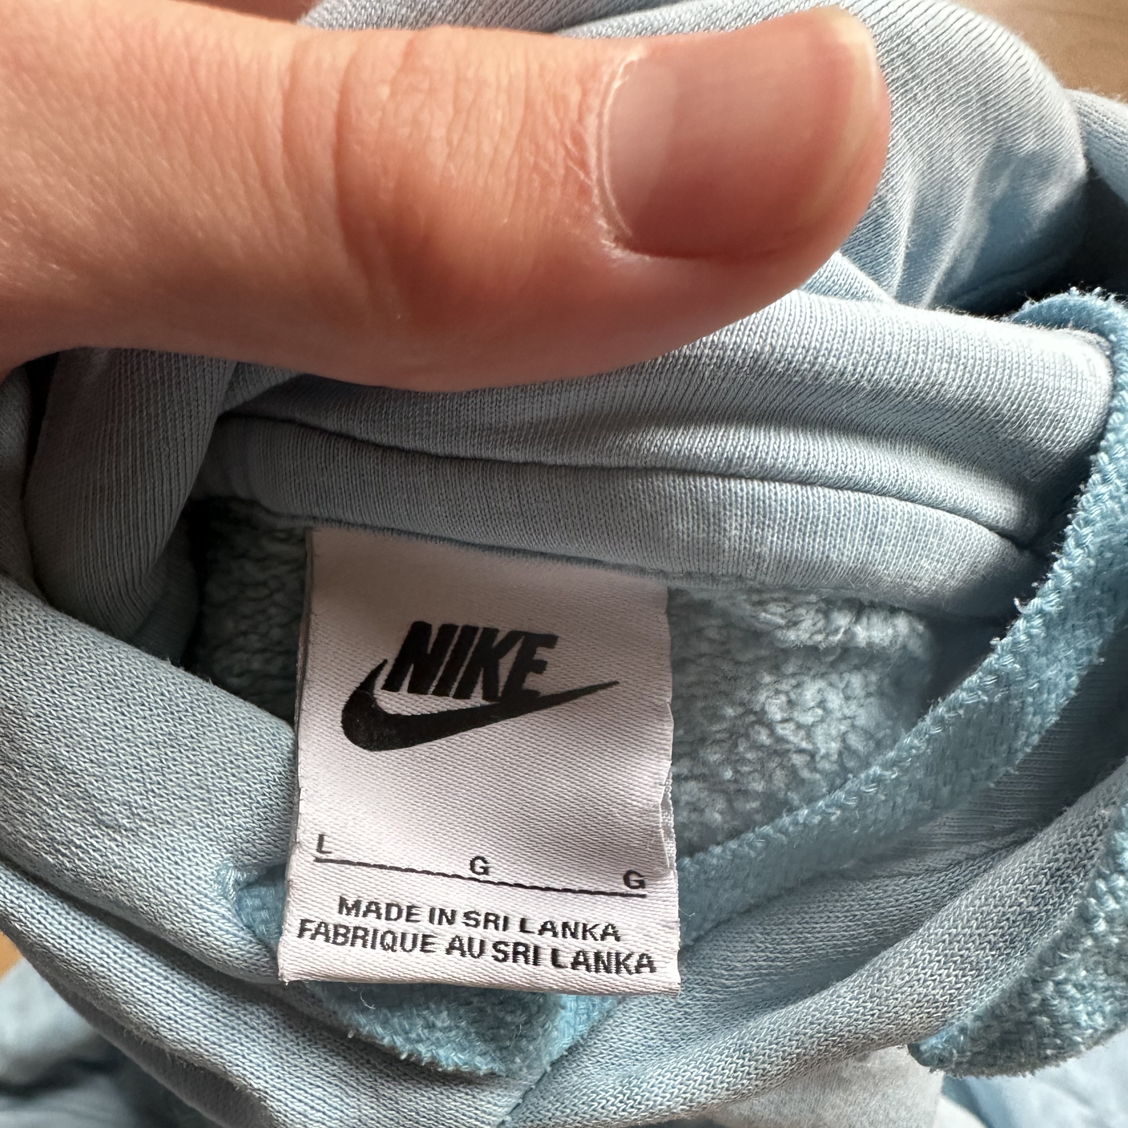 NIKE
L G G
MADE IN SRI LANKA
FABRIQUE AU SRI LANKA